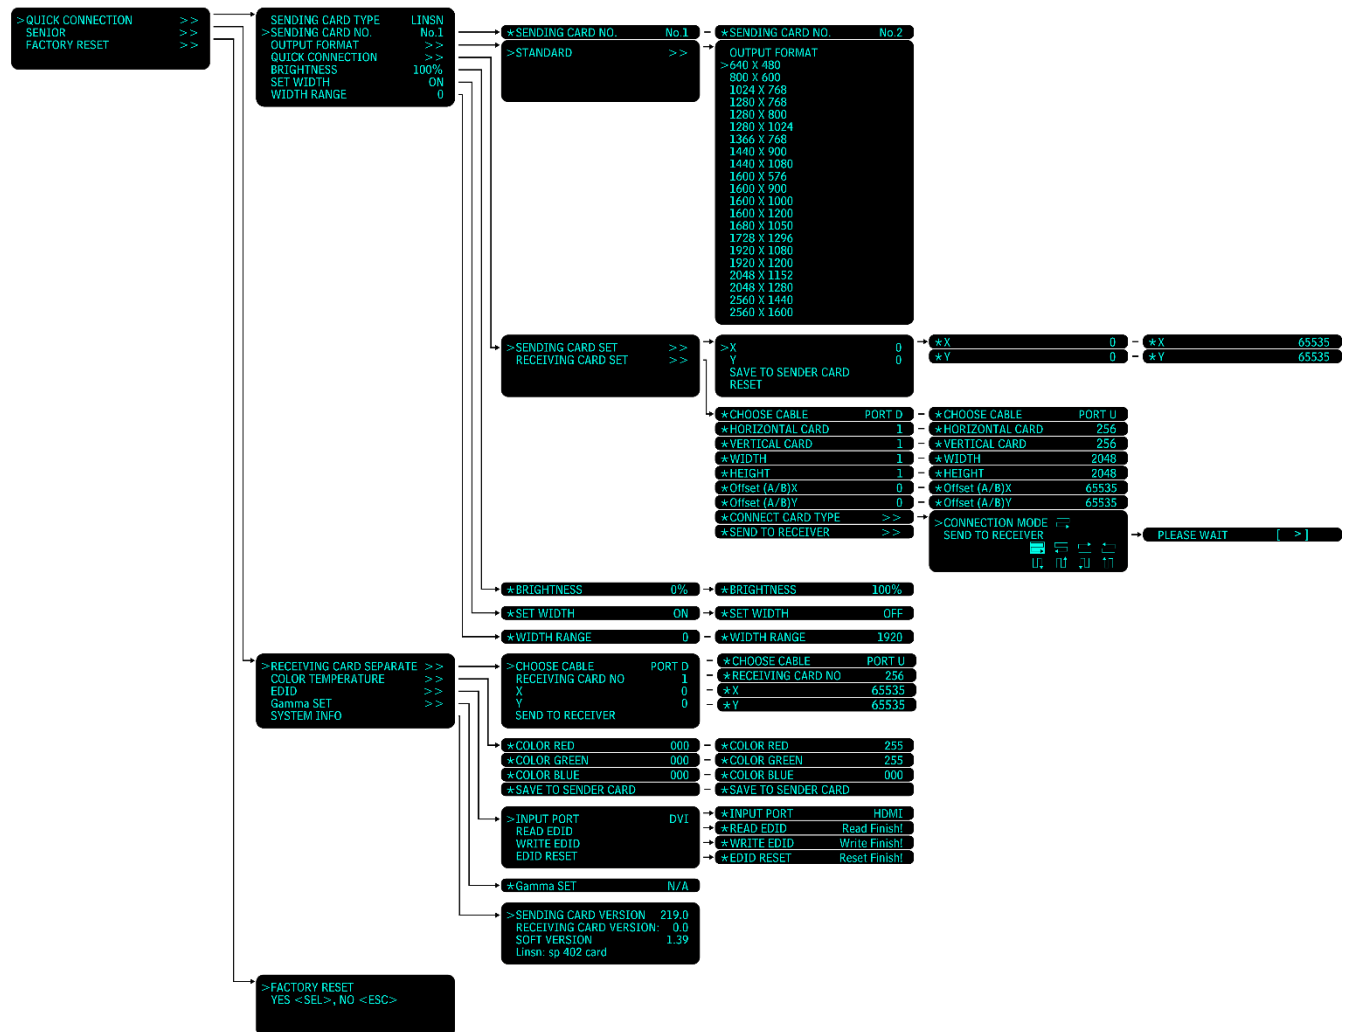 >QUICK CONNECTION >>
SENIOR >>
FACTORY RESET >>
SENDING CARD TYPE LINSN
>SENDING CARD NO. No.1
OUTPUT FORMAT >>
QUICK CONNECTION >>
BRIGHTNESS 100%
SET WIDTH ON
WIDTH RANGE 0
*SENDING CARD NO. No.1
*SENDING CARD NO. No.2
>STANDARD >>
OUTPUT FORMAT
>640 X 480
800 X 600
1024 X 768
1280 X 768
1280 X 800
1280 X 1024
1366 X 768
1440 X 900
1440 X 1080
1600 X 576
1600 X 900
1600 X 1000
1600 X 1200
1680 X 1050
1728 X 1296
1920 X 1080
1920 X 1200
2048 X 1152
2048 X 1280
2560 X 1440
2560 X 1600
>SENDING CARD SET >>
RECEIVING CARD SET >>
>X 0
Y 0
SAVE TO SENDER CARD
RESET
*X 0
*X 65535
*Y 0
*Y 65535
*CHOOSE CABLE PORT D
*CHOOSE CABLE PORT U
*HORIZONTAL CARD 1
*HORIZONTAL CARD 256
*VERTICAL CARD 1
*VERTICAL CARD 256
*WIDTH 1
*WIDTH 2048
*HEIGHT 1
*HEIGHT 2048
*Offset (A/B)X 0
*Offset (A/B)X 65535
*Offset (A/B)Y 0
*Offset (A/B)Y 65535
*CONNECT CARD TYPE >>
*SEND TO RECEIVER >>
>CONNECTION MODE
SEND TO RECEIVER
PLEASE WAIT [ > ]
*BRIGHTNESS 0%
*BRIGHTNESS 100%
*SET WIDTH ON
*SET WIDTH OFF
*WIDTH RANGE 0
*WIDTH RANGE 1920
>RECEIVING CARD SEPARATE >>
COLOR TEMPERATURE >>
EDID >>
Gamma SET >>
SYSTEM INFO
>CHOOSE CABLE PORT D
RECEIVING CARD NO 1
X 0
Y 0
SEND TO RECEIVER
*CHOOSE CABLE PORT U
*RECEIVING CARD NO 256
*X 65535
*Y 65535
*COLOR RED 000
*COLOR RED 255
*COLOR GREEN 000
*COLOR GREEN 255
*COLOR BLUE 000
*COLOR BLUE 000
*SAVE TO SENDER CARD
*SAVE TO SENDER CARD
>INPUT PORT DVI
READ EDID
WRITE EDID
EDID RESET
*INPUT PORT HDMI
*READ EDID Read Finish!
*WRITE EDID Write Finish!
*EDID RESET Reset Finish!
*Gamma SET N/A
>SENDING CARD VERSION 219.0
RECEIVING CARD VERSION: 0.0
SOFT VERSION 1.39
Linsn: sp 402 card
>FACTORY RESET
YES <SEL>, NO <ESC>